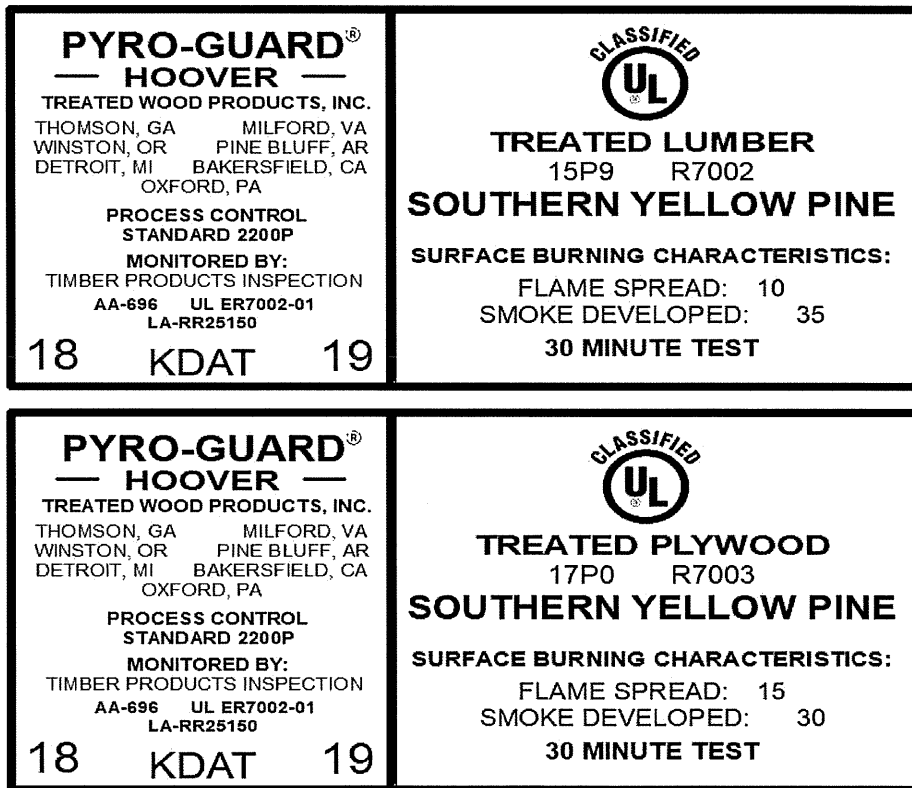 PYRO-GUARD®
— HOOVER —
TREATED WOOD PRODUCTS, INC.
THOMSON, GA MILFORD, VA
WINSTON, OR PINE BLUFF, AR
DETROIT, MI BAKERSFIELD, CA
OXFORD, PA
PROCESS CONTROL
STANDARD 2200P
MONITORED BY:
TIMBER PRODUCTS INSPECTION
AA-696 UL ER7002-01
LA-RR25150
18 KDAT 19
CLASSIFIED
UL®
TREATED LUMBER
15P9 R7002
SOUTHERN YELLOW PINE
SURFACE BURNING CHARACTERISTICS:
FLAME SPREAD: 10
SMOKE DEVELOPED: 35
30 MINUTE TEST
PYRO-GUARD®
— HOOVER —
TREATED WOOD PRODUCTS, INC.
THOMSON, GA MILFORD, VA
WINSTON, OR PINE BLUFF, AR
DETROIT, MI BAKERSFIELD, CA
OXFORD, PA
PROCESS CONTROL
STANDARD 2200P
MONITORED BY:
TIMBER PRODUCTS INSPECTION
AA-696 UL ER7002-01
LA-RR25150
18 KDAT 19
CLASSIFIED
UL®
TREATED PLYWOOD
17P0 R7003
SOUTHERN YELLOW PINE
SURFACE BURNING CHARACTERISTICS:
FLAME SPREAD: 15
SMOKE DEVELOPED: 30
30 MINUTE TEST